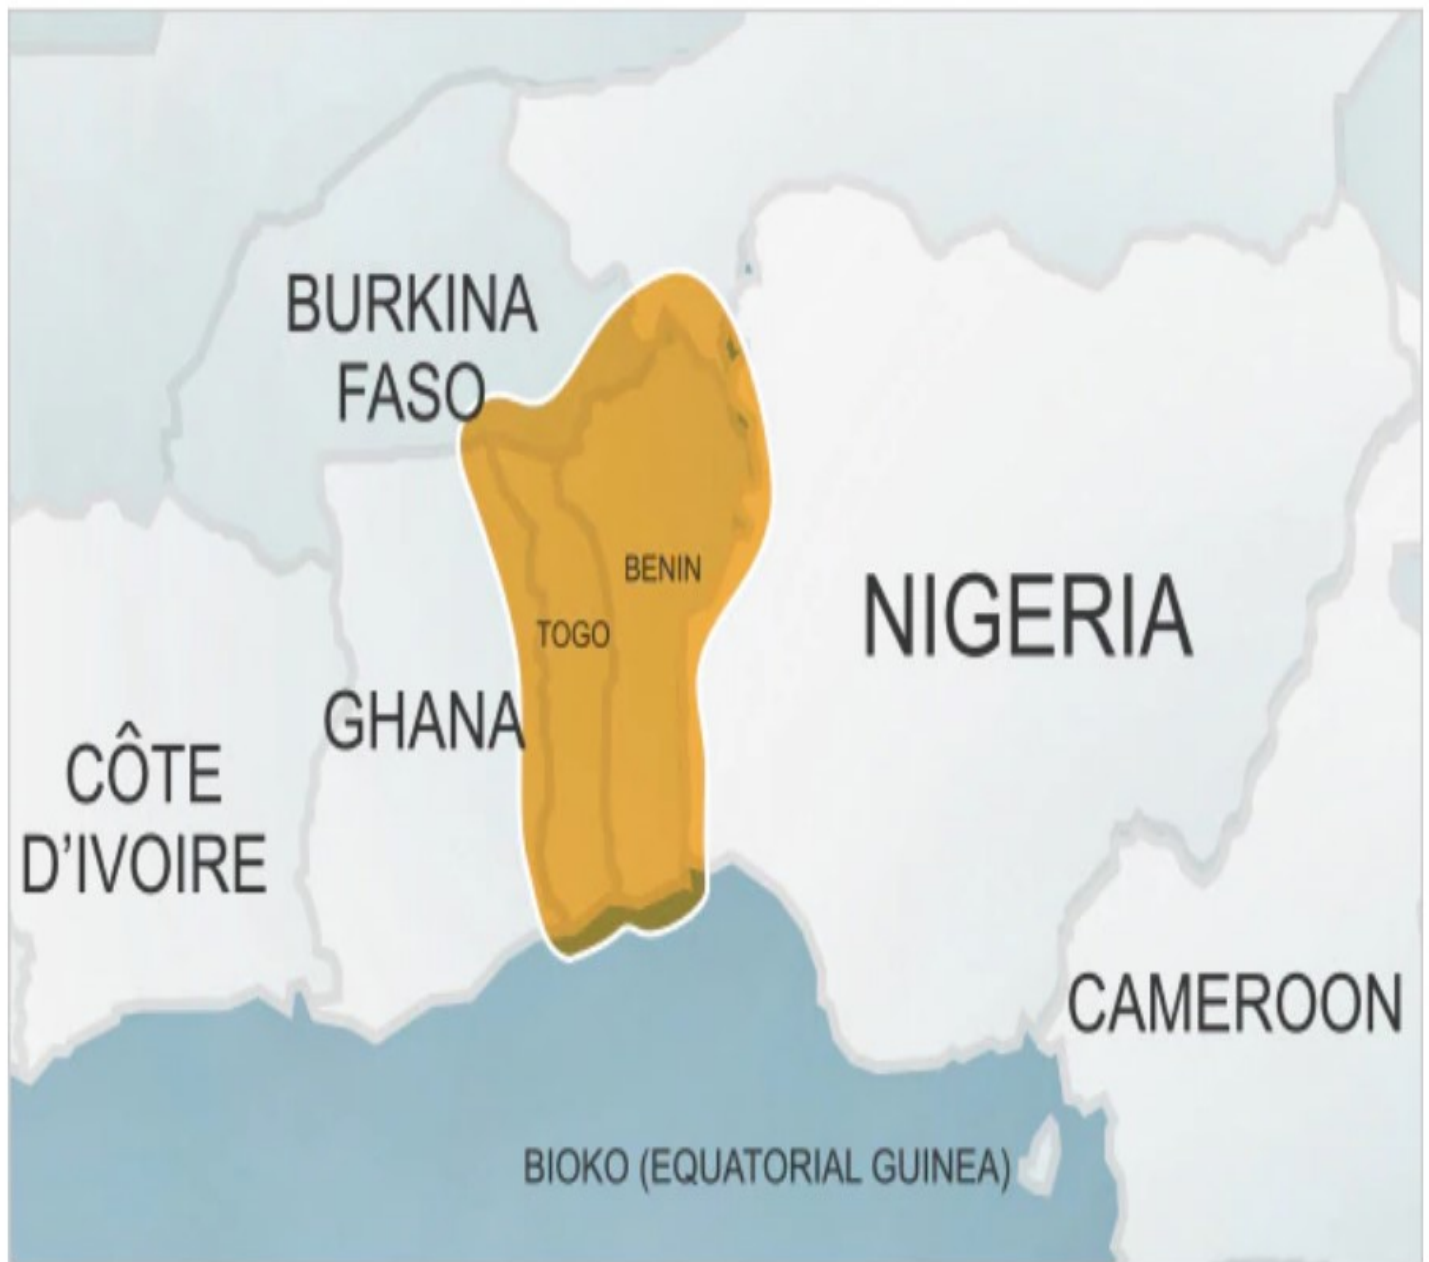 BURKINA
FASO
BENIN
NIGERIA
TOGO
GHANA
CÔTE
D'IVOIRE
CAMEROON
BIOKO (EQUATORIAL GUINEA)